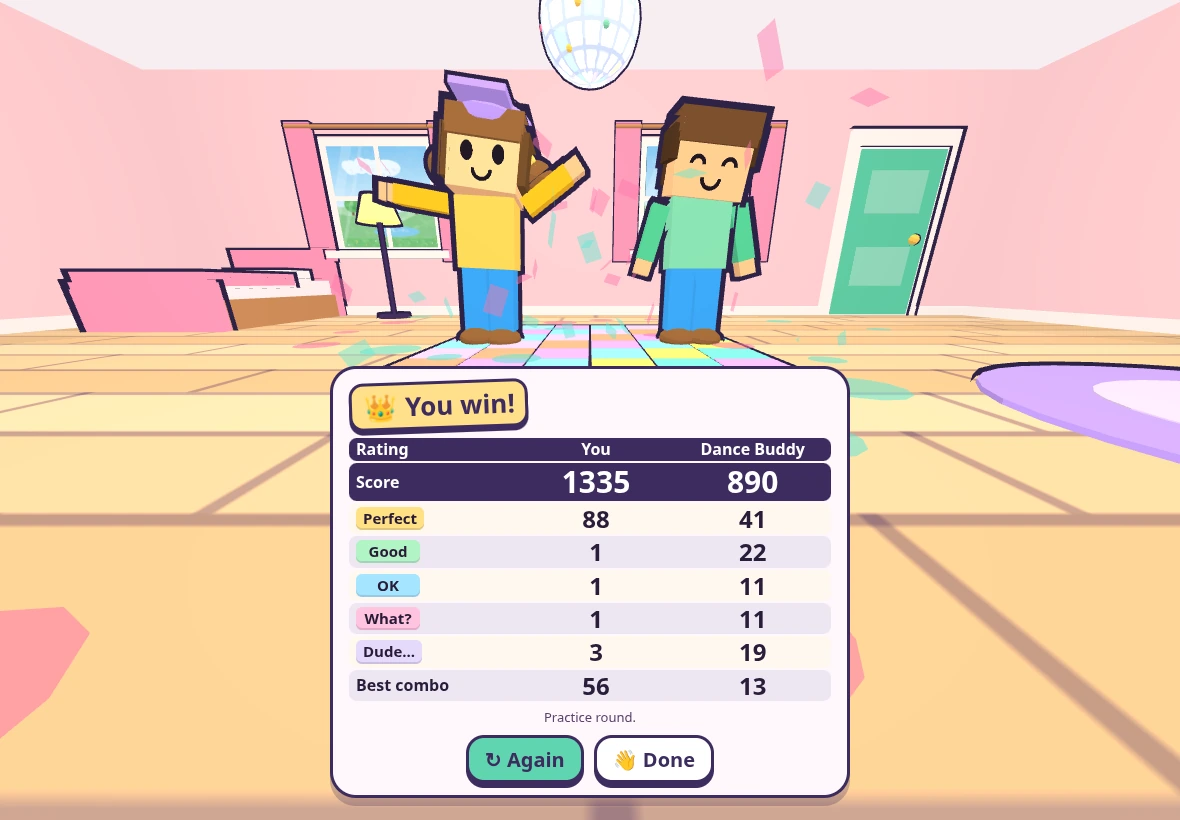 👑 You win!
Rating You Dance Buddy
Score 1335 890
Perfect 88 41
Good 1 22
OK 1 11
What? 1 11
Dude... 3 19
Best combo 56 13
Practice round.
↻ Again 👋 Done